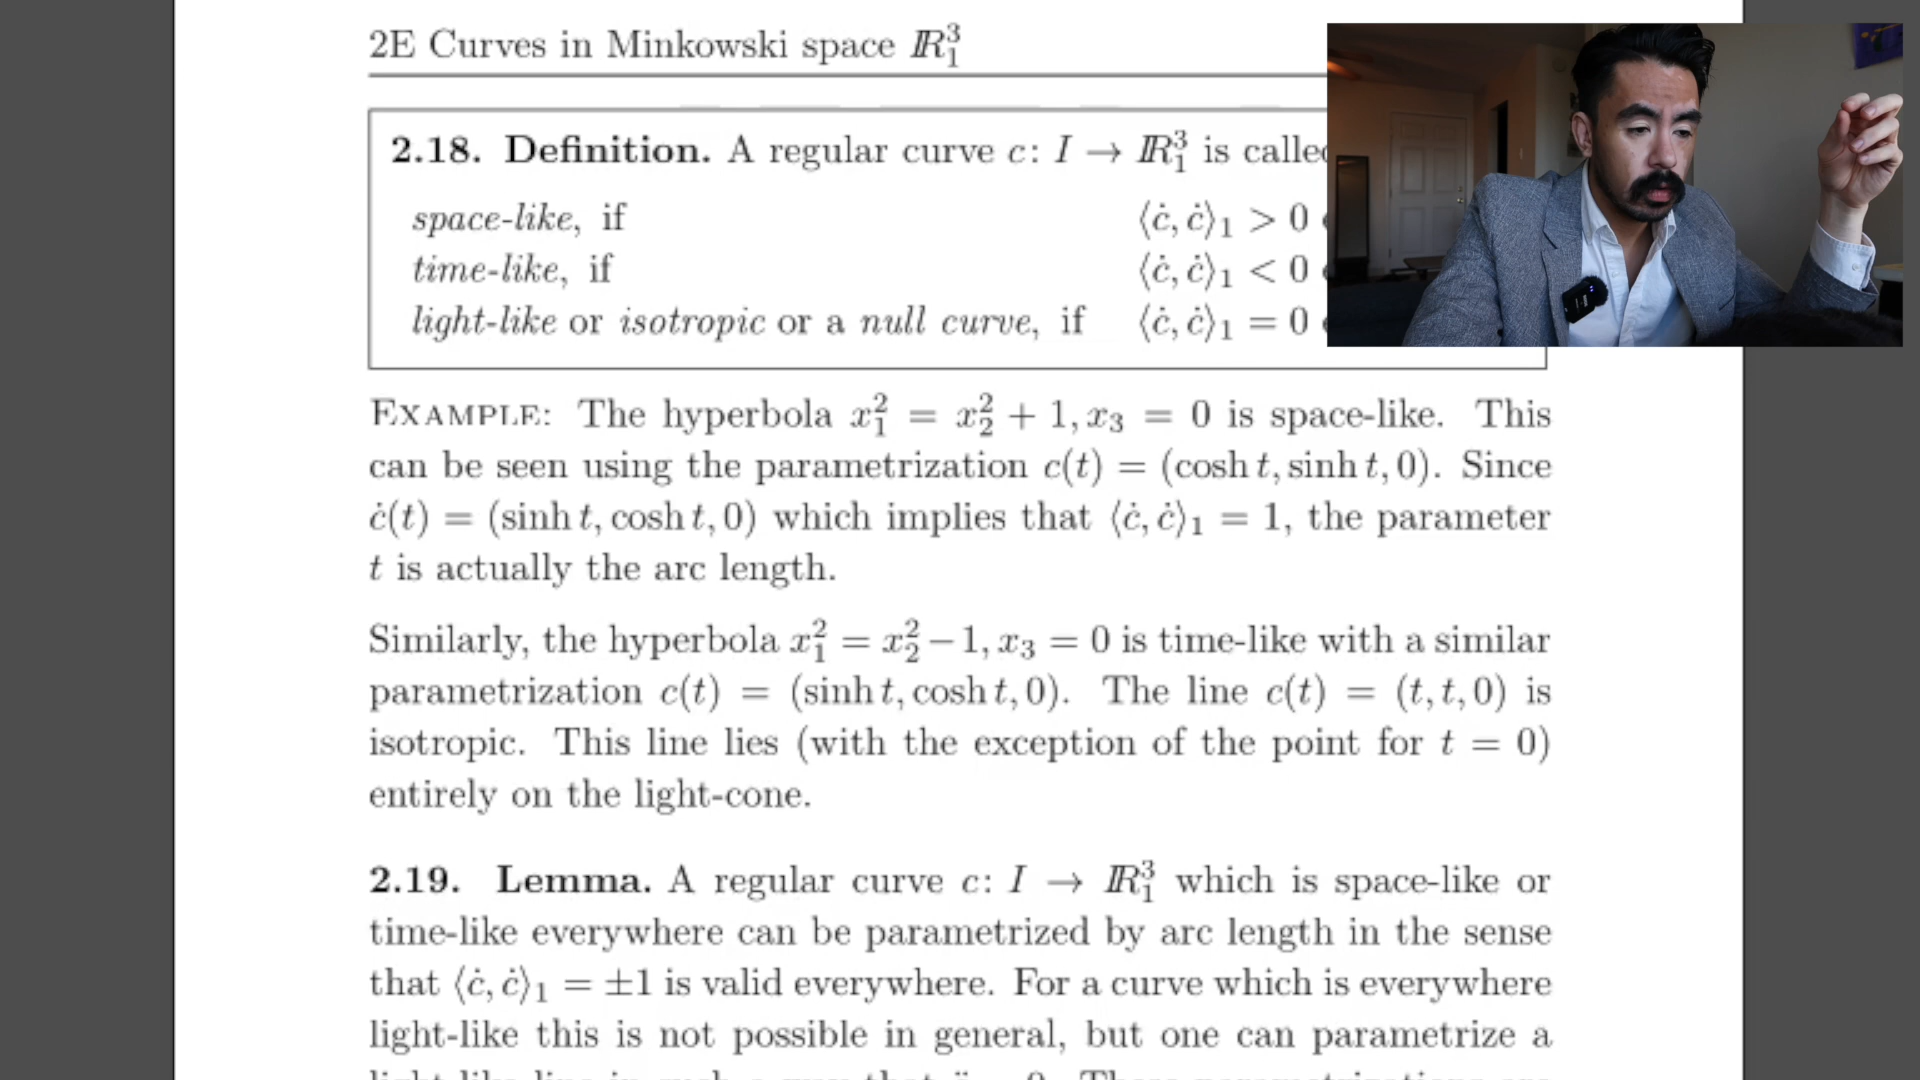 2E Curves in Minkowski space ℝ³₁
2.18. Definition. A regular curve c: I → ℝ³₁ is called
space-like, if ⟨ċ, ċ⟩₁ > 0
time-like, if ⟨ċ, ċ⟩₁ < 0
light-like or isotropic or a null curve, if ⟨ċ, ċ⟩₁ = 0
EXAMPLE: The hyperbola x₁² = x₂² + 1, x₃ = 0 is space-like. This
can be seen using the parametrization c(t) = (cosh t, sinh t, 0). Since
ċ(t) = (sinh t, cosh t, 0) which implies that ⟨ċ, ċ⟩₁ = 1, the parameter
t is actually the arc length.
Similarly, the hyperbola x₁² = x₂² − 1, x₃ = 0 is time-like with a similar
parametrization c(t) = (sinh t, cosh t, 0). The line c(t) = (t, t, 0) is
isotropic. This line lies (with the exception of the point for t = 0)
entirely on the light-cone.
2.19. Lemma. A regular curve c: I → ℝ³₁ which is space-like or
time-like everywhere can be parametrized by arc length in the sense
that ⟨ċ, ċ⟩₁ = ±1 is valid everywhere. For a curve which is everywhere
light-like this is not possible in general, but one can parametrize a